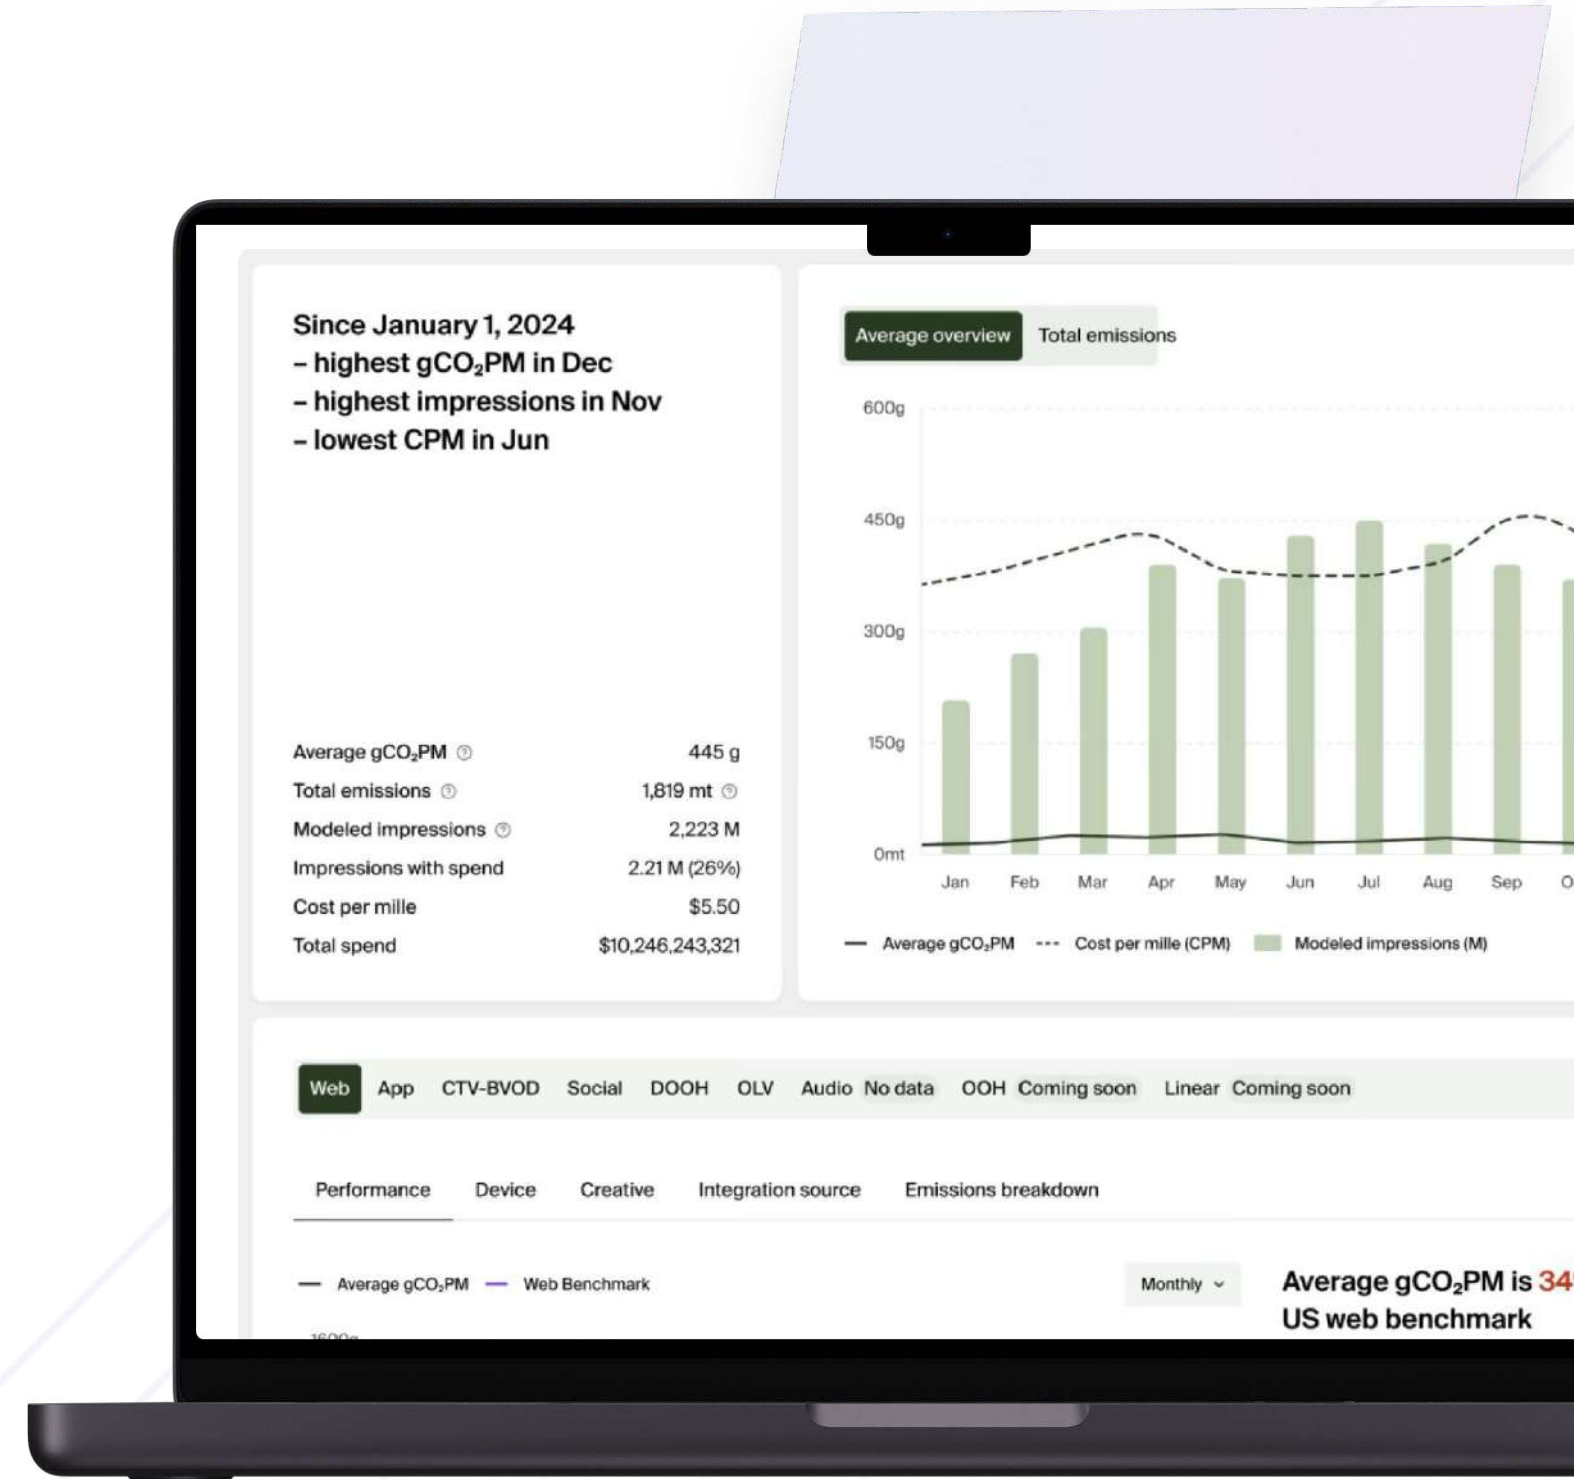 Since January 1, 2024
– highest gCO₂PM in Dec
– highest impressions in Nov
– lowest CPM in Jun
Average gCO₂PM 445 g
Total emissions 1,819 mt
Modeled impressions 2,223 M
Impressions with spend 2.21 M (26%)
Cost per mille $5.50
Total spend $10,246,243,321
Average overview Total emissions
600g
450g
300g
150g
0mt
Jan Feb Mar Apr May Jun Jul Aug Sep
Average gCO₂PM Cost per mille (CPM) Modeled impressions (M)
Web App CTV-BVOD Social DOOH OLV Audio No data OOH Coming soon Linear Coming soon
Performance Device Creative Integration source Emissions breakdown
Average gCO₂PM Web Benchmark
Monthly
Average gCO₂PM is 34
US web benchmark